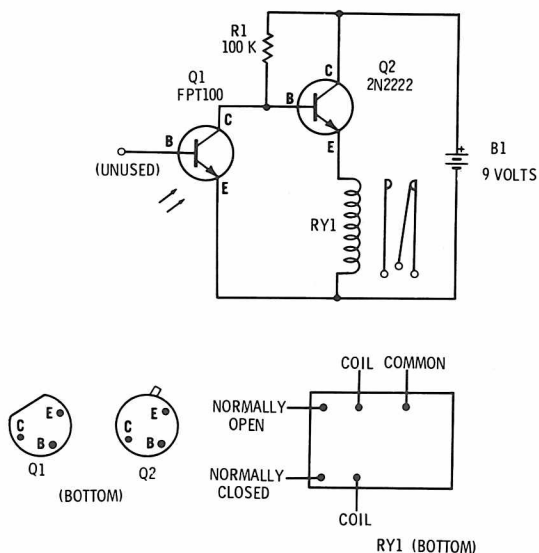 R1
100 K
C
Q2
2N2222
Q1
FPT100
C
B
B
(UNUSED)
E
E
RY1
+
B1
9 VOLTS
COIL
COMMON
NORMALLY
OPEN
NORMALLY
CLOSED
COIL
RY1 (BOTTOM)
E
C
B
Q1
E
C
B
Q2
(BOTTOM)